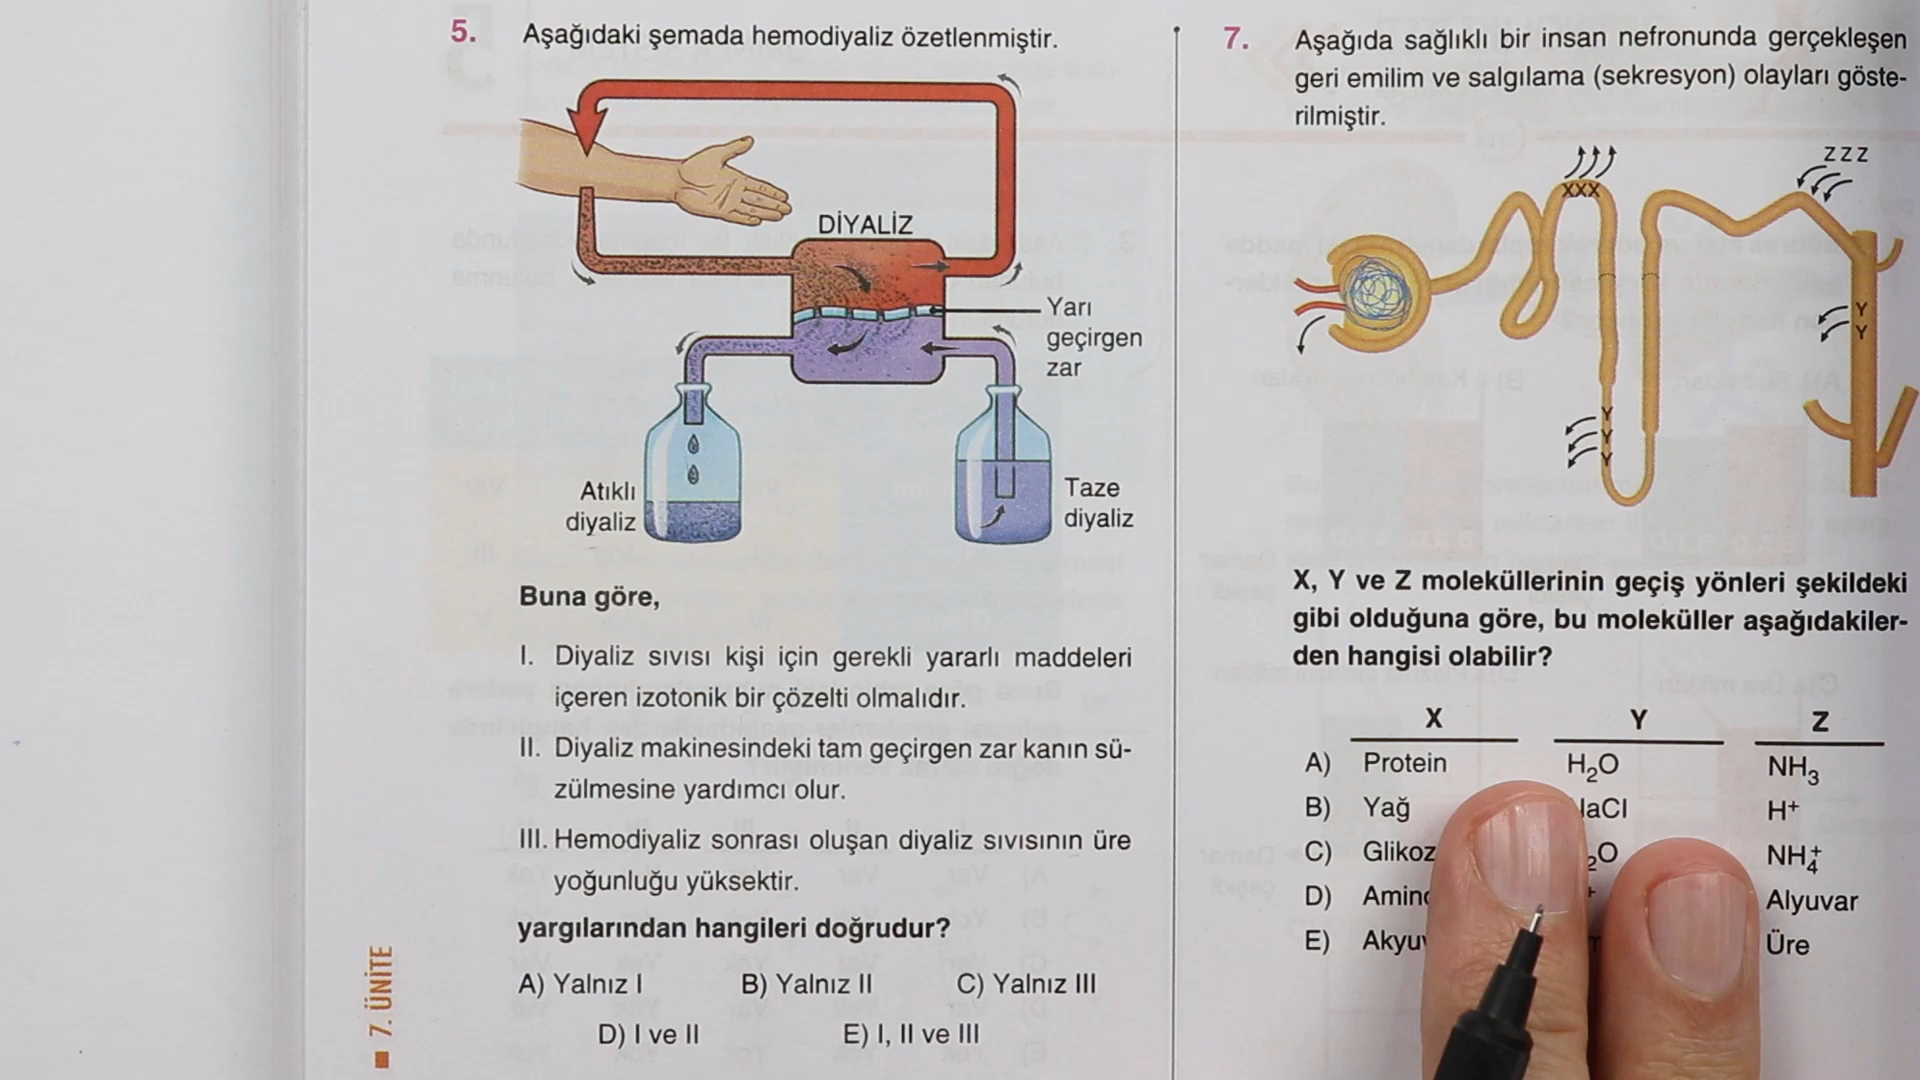 5. Aşağıdaki şemada hemodiyaliz özetlenmiştir.
DİYALİZ
Yarı
geçirgen
zar
Atıklı
diyaliz
Taze
diyaliz
Buna göre,
I. Diyaliz sıvısı kişi için gerekli yararlı maddeleri
içeren izotonik bir çözelti olmalıdır.
II. Diyaliz makinesindeki tam geçirgen zar kanın sü-
zülmesine yardımcı olur.
III. Hemodiyaliz sonrası oluşan diyaliz sıvısının üre
yoğunluğu yüksektir.
yargılarından hangileri doğrudur?
A) Yalnız I B) Yalnız II C) Yalnız III
D) I ve II E) I, II ve III
7. ÜNİTE
7. Aşağıda sağlıklı bir insan nefronunda gerçekleşen
geri emilim ve salgılama (sekresyon) olayları göste-
rilmiştir.
XXX
Z Z Z
Y
Y
Y
Y
Y
X, Y ve Z moleküllerinin geçiş yönleri şekildeki
gibi olduğuna göre, bu moleküller aşağıdakiler-
den hangisi olabilir?
X Y Z
A) Protein H₂O NH₃
B) Yağ H⁺
C) Glikoz NH₄⁺
D) Alyuvar
E) Üre